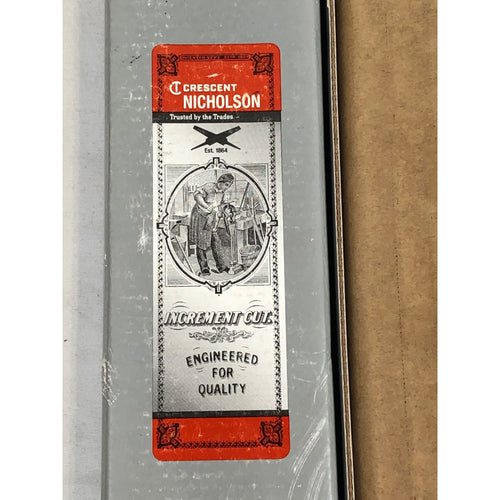 CRESCENT
NICHOLSON
Trusted by the Trades.
Est. 1864
INCREMENT CUT.
ENGINEERED
FOR
QUALITY